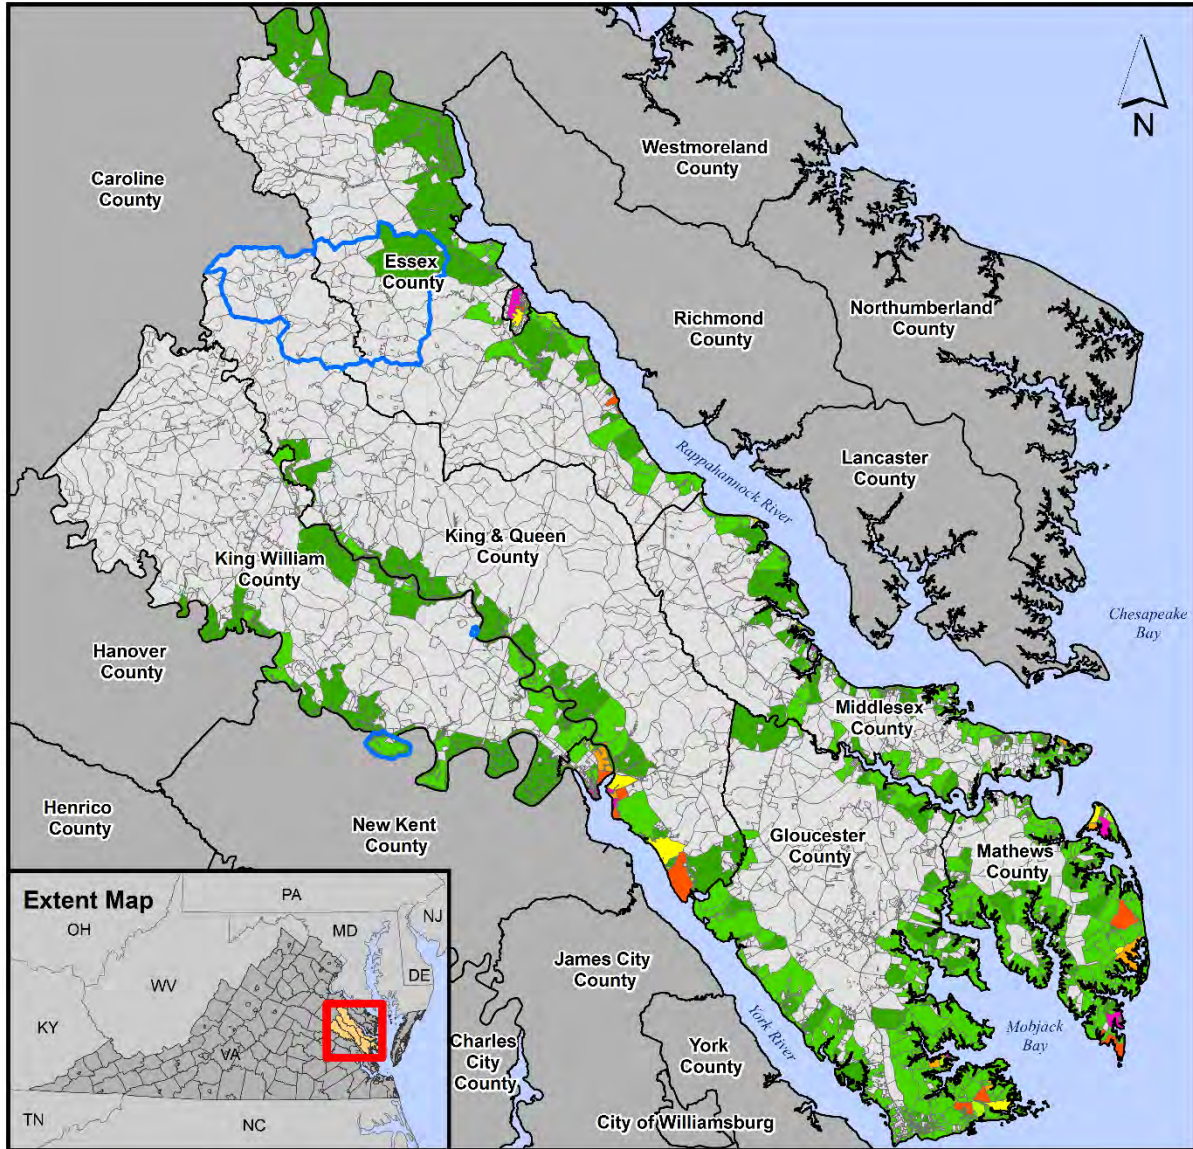 N
Westmoreland
County
Caroline
County
Essex
County
Northumberland
County
Richmond
County
Lancaster
County
Rappahannock River
King & Queen
County
King William
County
Chesapeake
Bay
Hanover
County
Middlesex
County
Henrico
County
New Kent
County
Gloucester
County
Mathews
County
James City
County
York River
Mobjack
Bay
Charles
City
County
York
County
City of Williamsburg
Extent Map
PA
OH
MD
NJ
DE
WV
KY
VA
TN
NC